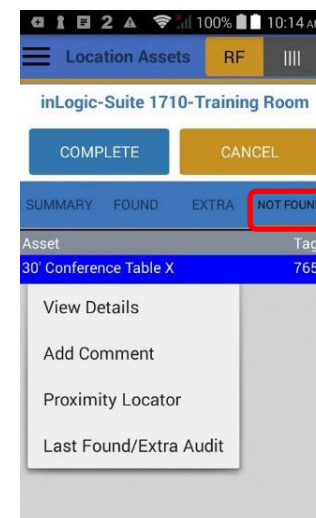 2 100% 10:14 AM
Location Assets RF
inLogic-Suite 1710-Training Room
COMPLETE CANCEL
SUMMARY FOUND EXTRA NOT FOUN
Asset Tag
30' Conference Table X 765
View Details
Add Comment
Proximity Locator
Last Found/Extra Audit